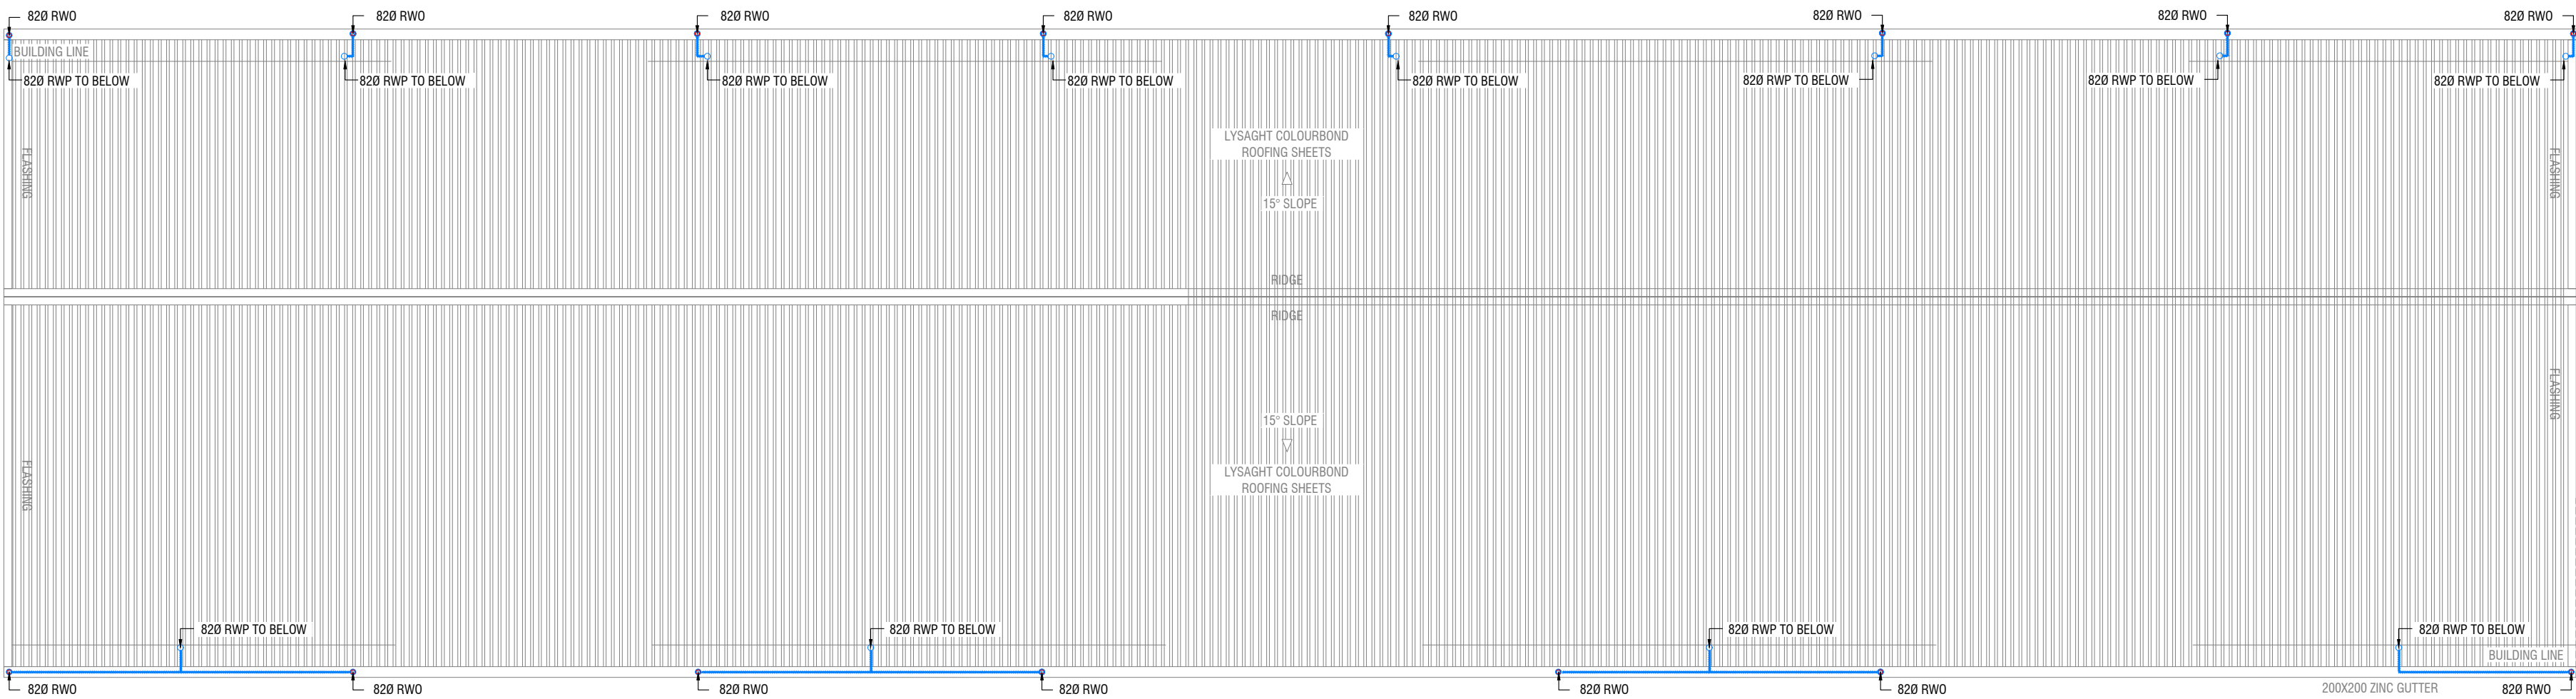 82Ø RWO
82Ø RWO
82Ø RWO
82Ø RWO
82Ø RWO
82Ø RWO
82Ø RWO
82Ø RWO
BUILDING LINE
82Ø RWP TO BELOW
82Ø RWP TO BELOW
82Ø RWP TO BELOW
82Ø RWP TO BELOW
82Ø RWP TO BELOW
82Ø RWP TO BELOW
82Ø RWP TO BELOW
82Ø RWP TO BELOW
LYSAGHT COLOURBOND
ROOFING SHEETS
FLASHING
FLASHING
15° SLOPE
RIDGE
RIDGE
FLASHING
15° SLOPE
LYSAGHT COLOURBOND
ROOFING SHEETS
FLASHING
82Ø RWP TO BELOW
82Ø RWP TO BELOW
82Ø RWP TO BELOW
82Ø RWP TO BELOW
BUILDING LINE
82Ø RWO
82Ø RWO
82Ø RWO
82Ø RWO
82Ø RWO
82Ø RWO
200X200 ZINC GUTTER
82Ø RWO